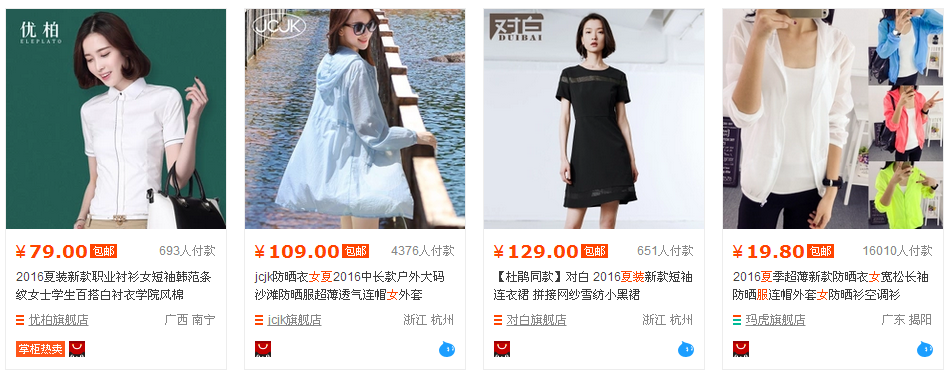 优柏
ELEPLATO
¥79.00 包邮 693人付款
2016夏装新款职业衬衫女短袖韩范条
纹女士学生百搭白衬衣学院风棉
优柏旗舰店 广西 南宁
掌柜热卖
JCJK
¥109.00 包邮 4376人付款
jcjk防晒衣女夏2016中长款户外大码
沙滩防晒服超薄透气连帽女外套
jcjk旗舰店 浙江 杭州
对白
DUIBAI
¥129.00 包邮 651人付款
【杜鹃同款】对白 2016夏装新款短袖
连衣裙 拼接网纱雪纺小黑裙
对白旗舰店 浙江 杭州
¥19.80 包邮 16010人付款
2016夏季超薄新款防晒衣女宽松长袖
防晒服连帽外套女防晒衫空调衫
玛虎旗舰店 广东 揭阳